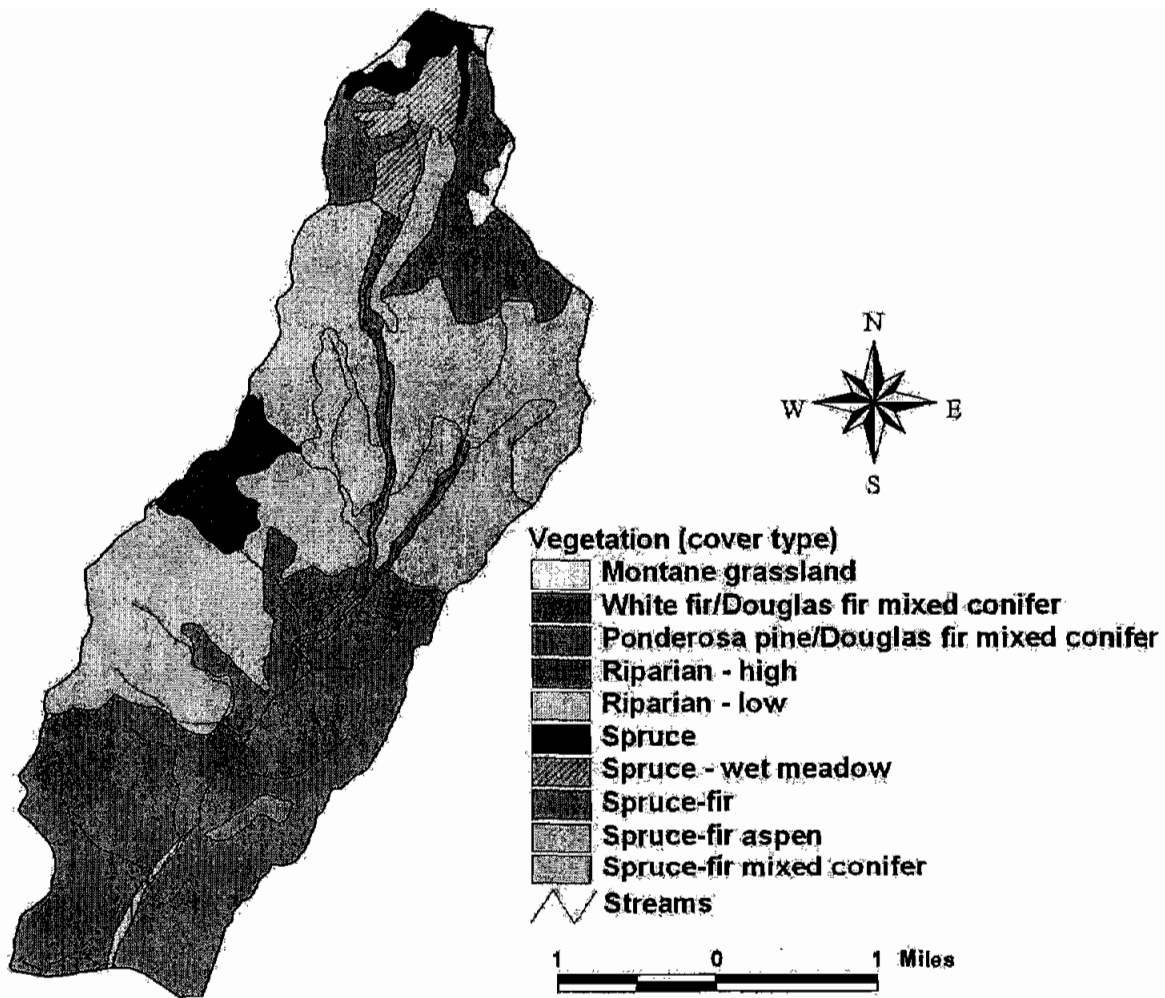 N
W E
S
Vegetation (cover type)
Montane grassland
White fir/Douglas fir mixed conifer
Ponderosa pine/Douglas fir mixed conifer
Riparian - high
Riparian - low
Spruce
Spruce - wet meadow
Spruce-fir
Spruce-fir aspen
Spruce-fir mixed conifer
Streams
1 0 1 Miles